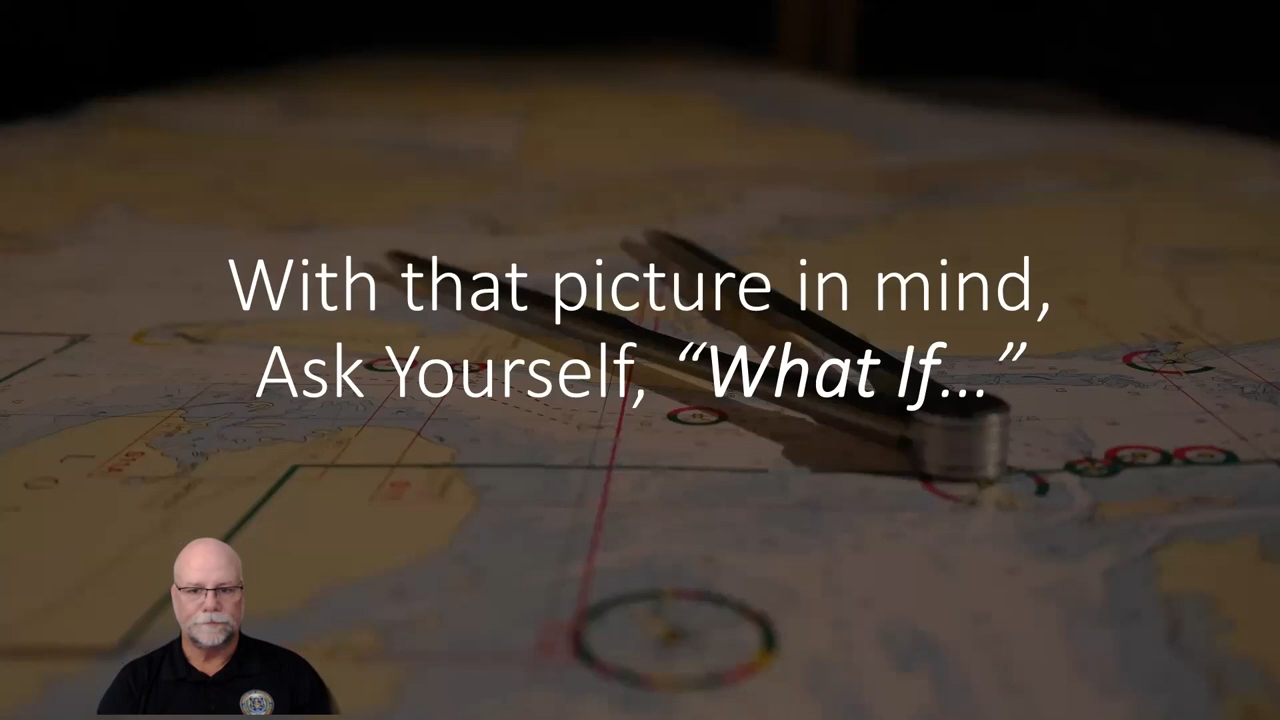 With that picture in mind,
Ask Yourself, “What If…”